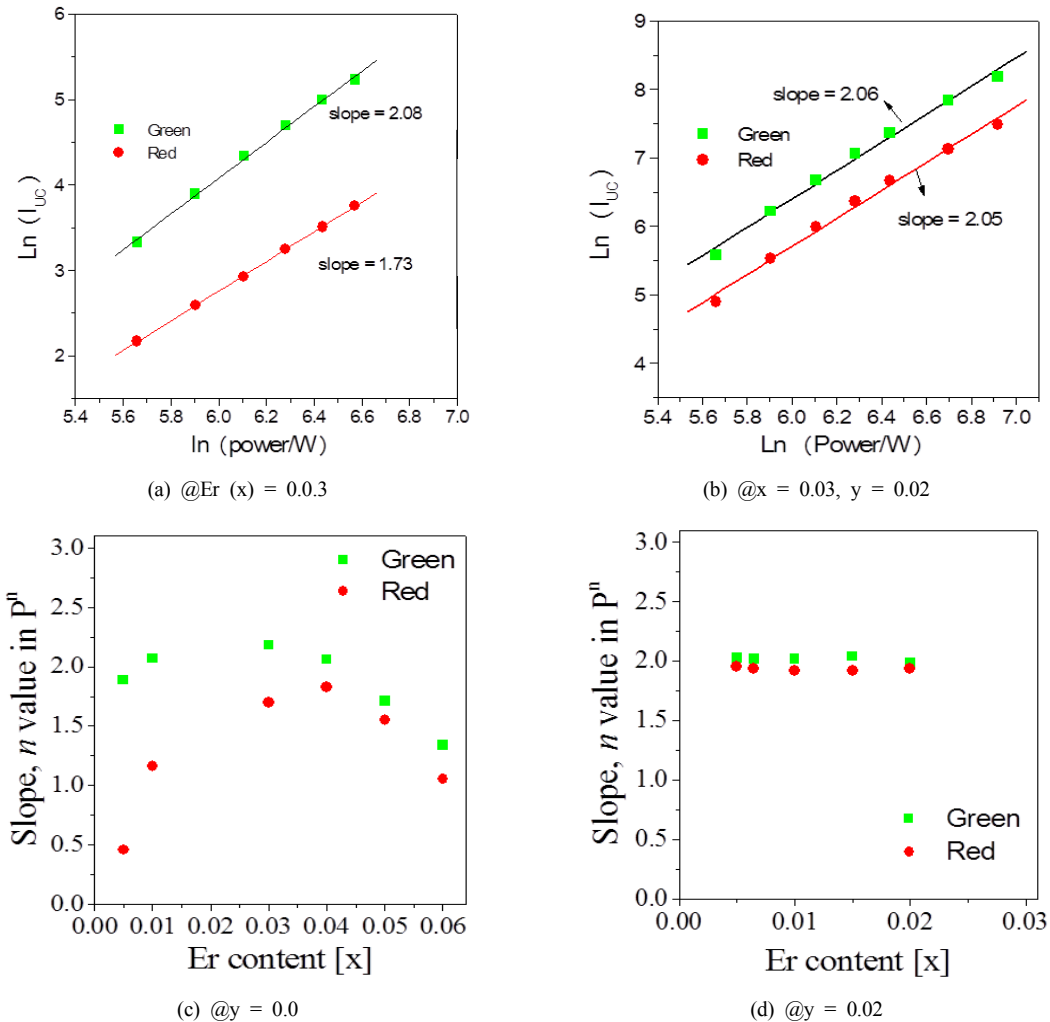 6
5
4
3
2
Ln (I_UC)
Green
Red
slope = 2.08
slope = 1.73
5.4 5.6 5.8 6.0 6.2 6.4 6.6 6.8 7.0
ln (power/W)
(a) @Er (x) = 0.0.3
9
8
7
6
5
4
Ln (I_UC)
slope = 2.06
Green
Red
slope = 2.05
5.4 5.6 5.8 6.0 6.2 6.4 6.6 6.8 7.0
Ln (Power/W)
(b) @x = 0.03, y = 0.02
3.0
2.5
2.0
1.5
1.0
0.5
0.0
Slope, n value in Pⁿ
Green
Red
0.00 0.01 0.02 0.03 0.04 0.05 0.06
Er content [x]
(c) @y = 0.0
3.0
2.5
2.0
1.5
1.0
0.5
0.0
Slope, n value in Pⁿ
Green
Red
0.00 0.01 0.02 0.03
Er content [x]
(d) @y = 0.02